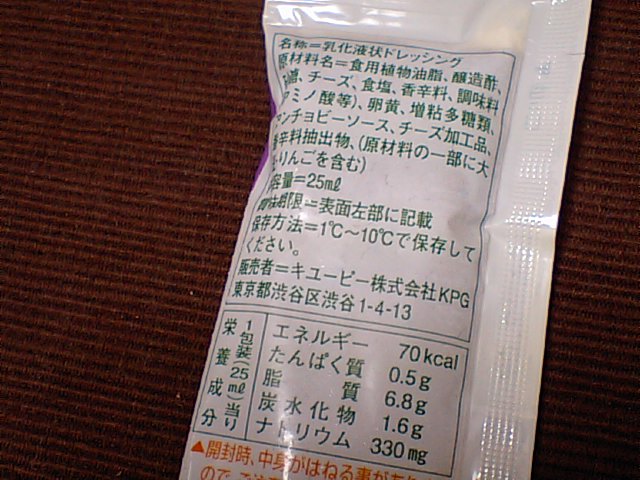 名称=乳化液状ドレッシング
原材料名=食用植物油脂、醸造酢、
糖、チーズ、食塩、香辛料、調味料
ミノ酸等)、卵黄、増粘多糖類、
ンチョビーソース、チーズ加工品、
辛料抽出物、(原材料の一部に大
りんごを含む)
容量=25㎖
期限=表面左部に記載
保存方法=1℃～10℃で保存して
ください。
販売者=キユーピー株式会社KPG
東京都渋谷区渋谷1-4-13
栄養成分
1包装(25㎖)当り
エネルギー 70kcal
たんぱく質 0.5g
脂質 6.8g
炭水化物 1.6g
ナトリウム 330mg
▲開封時、中身がはねる事があります
ので、